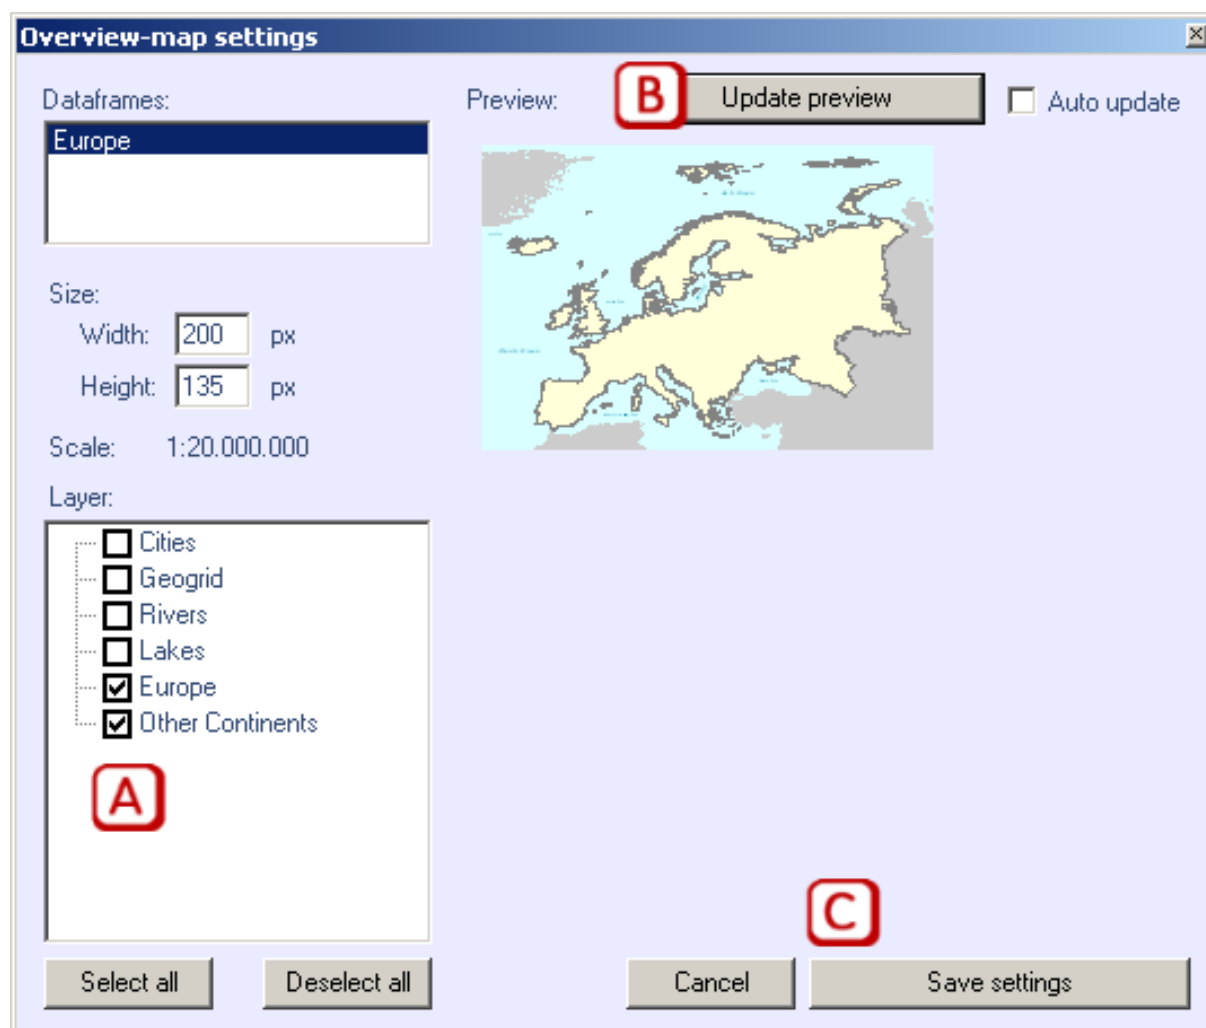 Overview-map settings
Dataframes:
Preview:
B
Update preview
Auto update
Europe
Size:
Width: 200 px
Height: 135 px
Scale: 1:20.000.000
Layer:
Cities
Geogrid
Rivers
Lakes
Europe
Other Continents
A
C
Select all
Deselect all
Cancel
Save settings